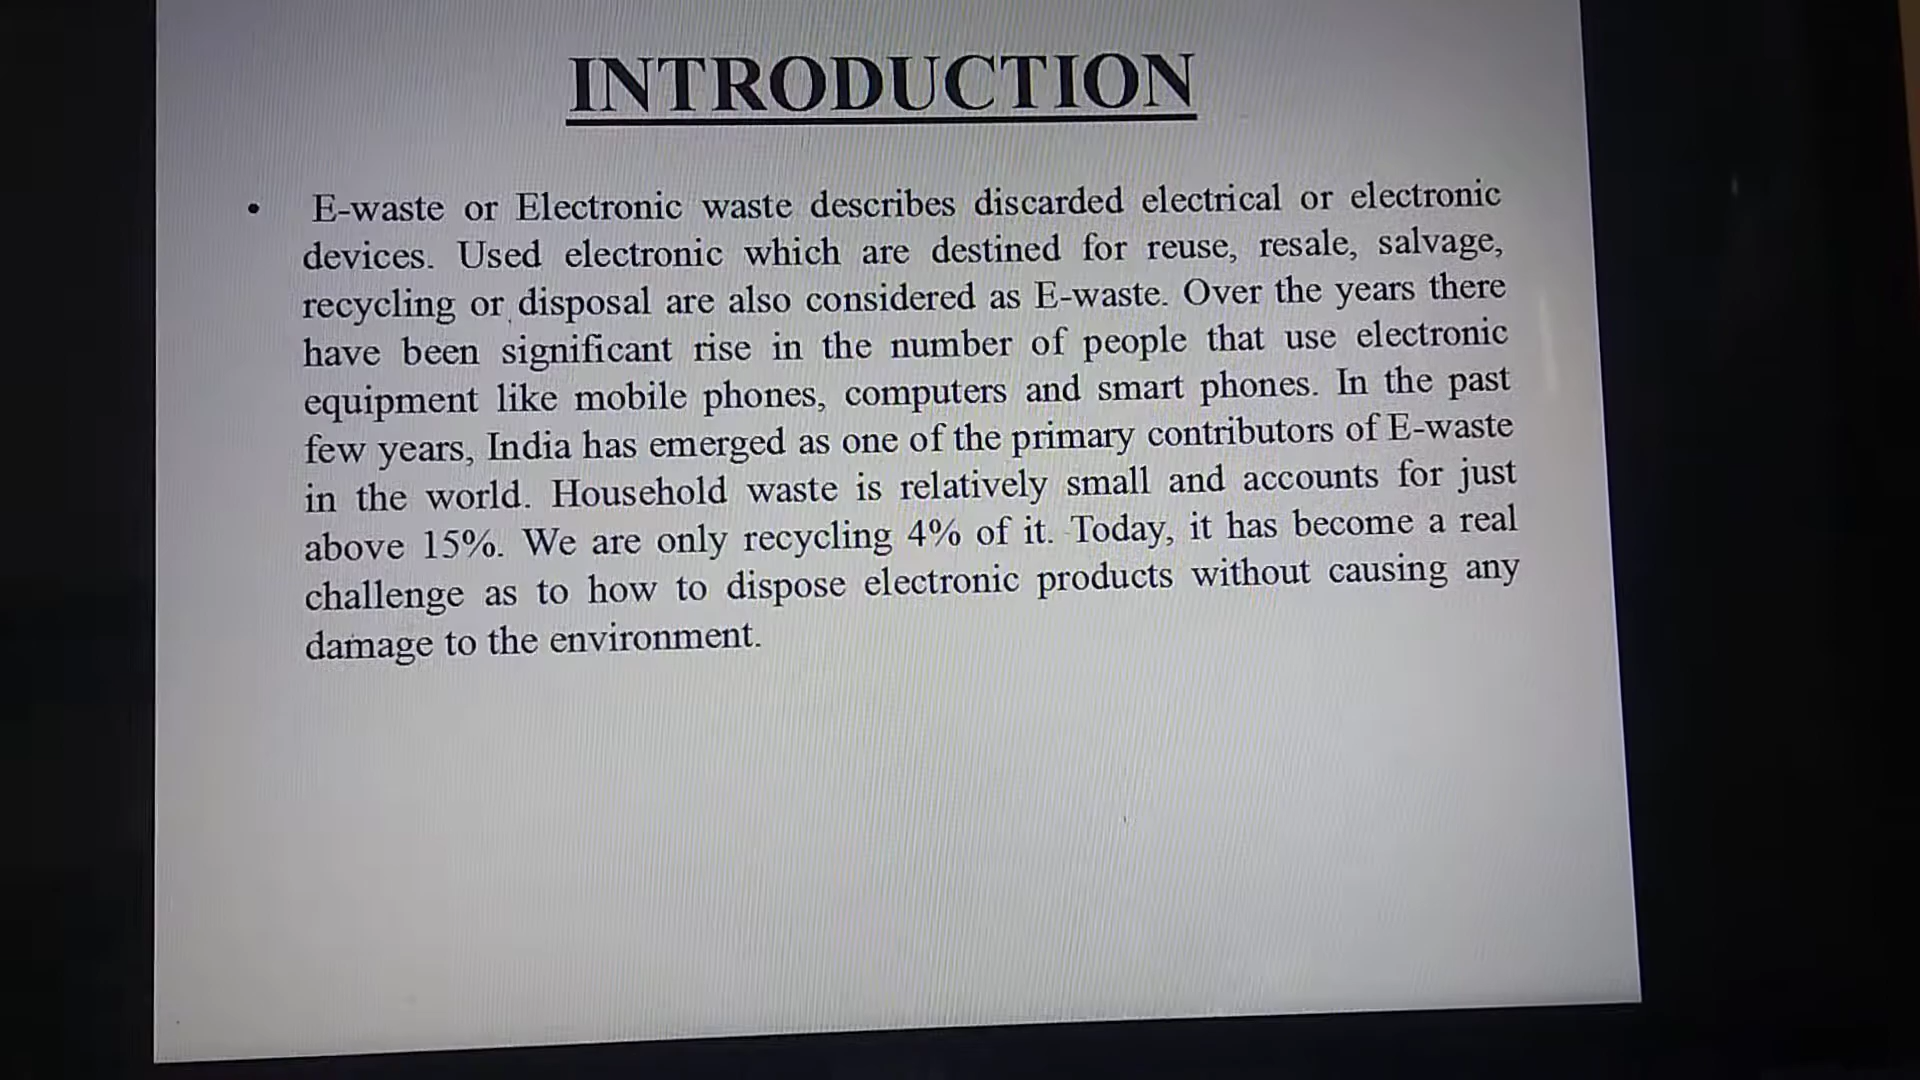 INTRODUCTION
• E-waste or Electronic waste describes discarded electrical or electronic
devices. Used electronic which are destined for reuse, resale, salvage,
recycling or disposal are also considered as E-waste. Over the years there
have been significant rise in the number of people that use electronic
equipment like mobile phones, computers and smart phones. In the past
few years, India has emerged as one of the primary contributors of E-waste
in the world. Household waste is relatively small and accounts for just
above 15%. We are only recycling 4% of it. Today, it has become a real
challenge as to how to dispose electronic products without causing any
damage to the environment.